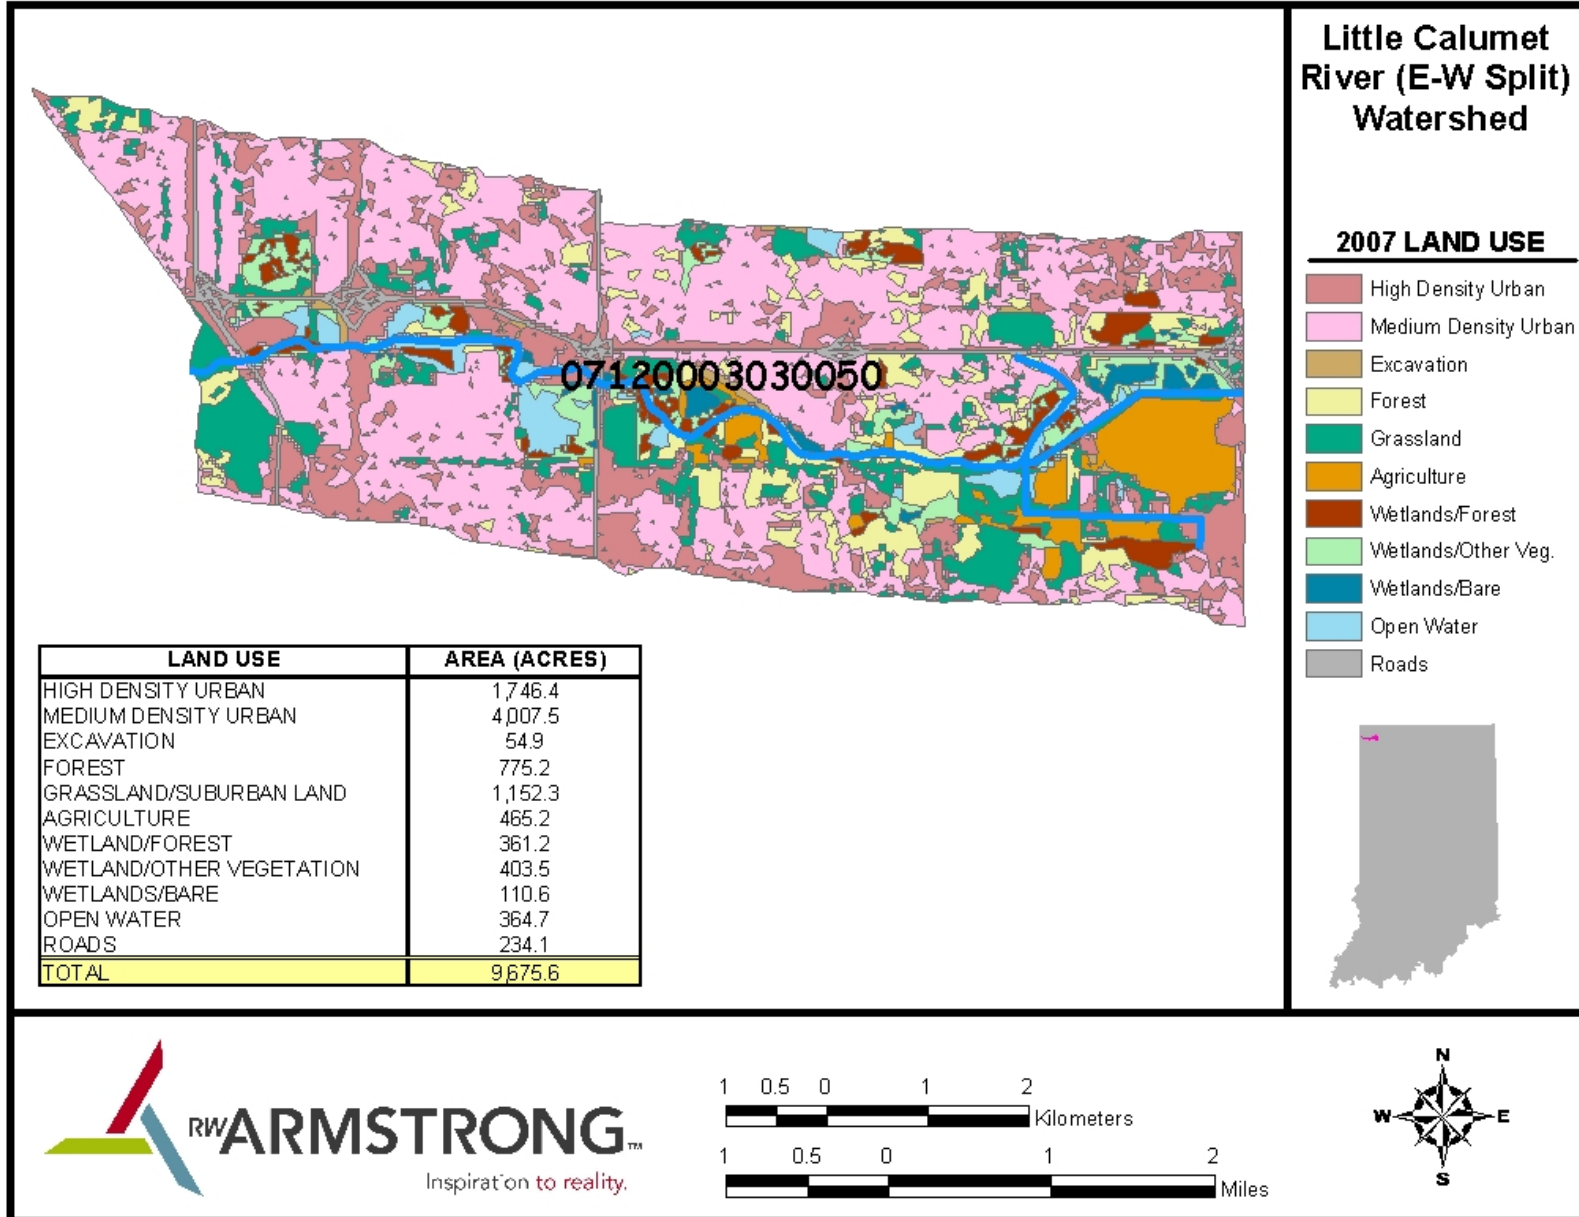 Little Calumet
River (E-W Split)
Watershed
07120003030050
2007 LAND USE
High Density Urban
Medium Density Urban
Excavation
Forest
Grassland
Agriculture
Wetlands/Forest
Wetlands/Other Veg.
Wetlands/Bare
Open Water
Roads
LAND USE AREA (ACRES)
HIGH DENSITY URBAN 1,746.4
MEDIUM DENSITY URBAN 4,007.5
EXCAVATION 54.9
FOREST 775.2
GRASSLAND/SUBURBAN LAND 1,152.3
AGRICULTURE 465.2
WETLAND/FOREST 361.2
WETLAND/OTHER VEGETATION 403.5
WETLANDS/BARE 110.6
OPEN WATER 364.7
ROADS 234.1
TOTAL 9,675.6
RWARMSTRONG™
Inspiration to reality.
1 0.5 0 1 2
Kilometers
1 0.5 0 1 2
Miles
N
W E
S